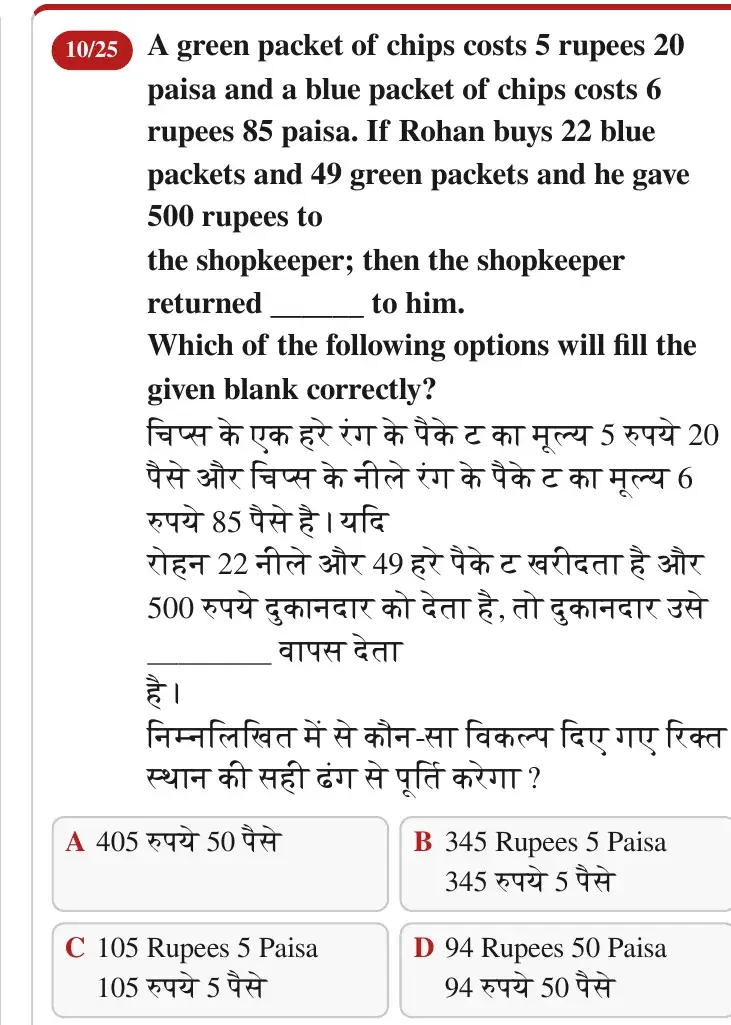 10/25 A green packet of chips costs 5 rupees 20
paisa and a blue packet of chips costs 6
rupees 85 paisa. If Rohan buys 22 blue
packets and 49 green packets and he gave
500 rupees to
the shopkeeper; then the shopkeeper
returned ______ to him.
Which of the following options will fill the
given blank correctly?
चिप्स के एक हरे रंग के पैके ट का मूल्य 5 रुपये 20
पैसे और चिप्स के नीले रंग के पैके ट का मूल्य 6
रुपये 85 पैसे है। यदि
रोहन 22 नीले और 49 हरे पैके ट खरीदता है और
500 रुपये दुकानदार को देता है, तो दुकानदार उसे
________ वापस देता
है।
निम्नलिखित में से कौन-सा विकल्प दिए गए रिक्त
स्थान की सही ढंग से पूर्ति करेगा ?
A 405 रुपये 50 पैसे
B 345 Rupees 5 Paisa
345 रुपये 5 पैसे
C 105 Rupees 5 Paisa
105 रुपये 5 पैसे
D 94 Rupees 50 Paisa
94 रुपये 50 पैसे